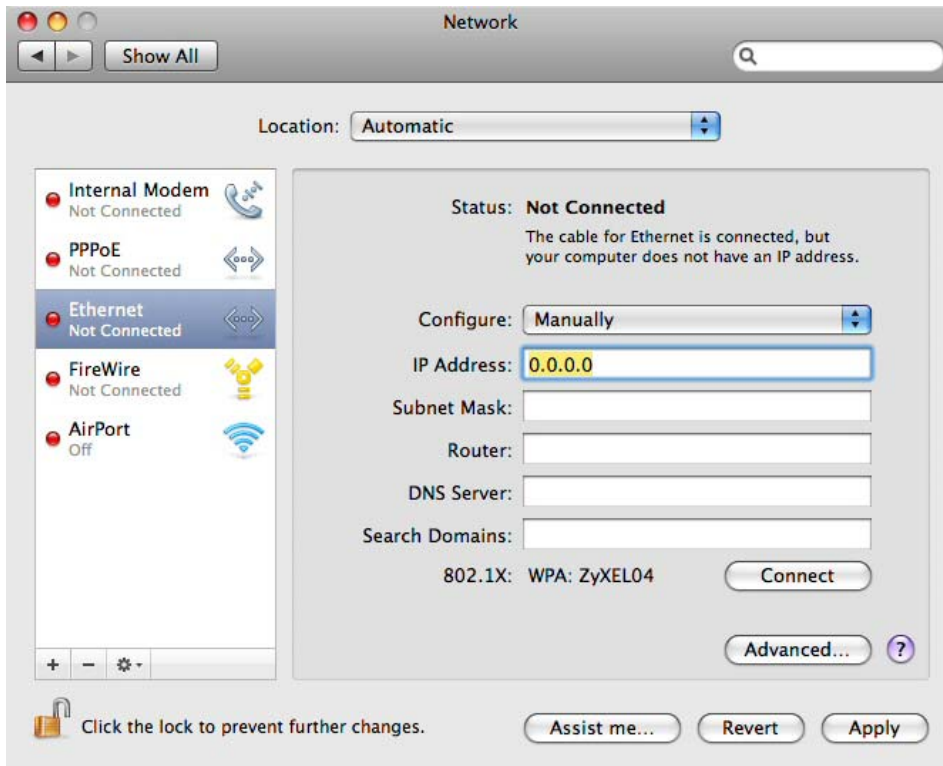 Network
Show All
Location: Automatic
Internal Modem
Not Connected
PPPoE
Not Connected
Ethernet
Not Connected
FireWire
Not Connected
AirPort
Off
Status: Not Connected
The cable for Ethernet is connected, but
your computer does not have an IP address.
Configure: Manually
IP Address: 0.0.0.0
Subnet Mask:
Router:
DNS Server:
Search Domains:
802.1X: WPA: ZyXEL04 Connect
Advanced... ?
Click the lock to prevent further changes. Assist me... Revert Apply